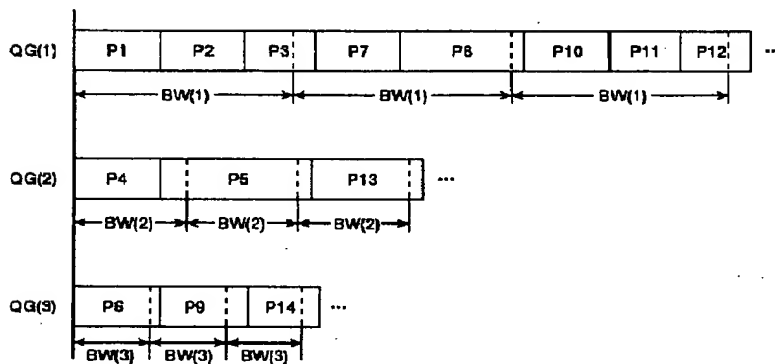 QG(1) P1 P2 P3 P7 P8 P10 P11 P12 ...
BW(1) BW(1) BW(1)
QG(2) P4 P5 P13 ...
BW(2) BW(2) BW(2)
QG(3) P6 P9 P14 ...
BW(3) BW(3) BW(3)